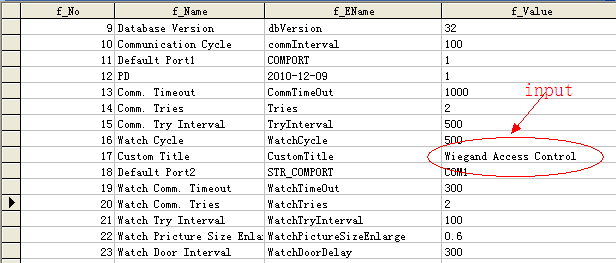 f_No f_Name f_EName f_Value
9 Database Version dbVersion 32
10 Communication Cycle commInterval 100
11 Default Port1 COMPORT 1
12 PD 2010-12-09 1
13 Comm. Timeout CommTimeOut 1000
input
14 Comm. Tries Tries 2
15 Comm. Try Interval TryInterval 500
16 Watch Cycle WatchCycle 500
17 Custom Title CustomTitle Wiegand Access Control
18 Default Port2 STR_COMPORT COM1
19 Watch Comm. Timeout WatchTimeOut 300
20 Watch Comm. Tries WatchTries 2
21 Watch Try Interval WatchTryInterval 100
22 Watch Pricture Size Enlar WatchPictureSizeEnlarge 0.6
23 Watch Door Interval WatchDoorDelay 300